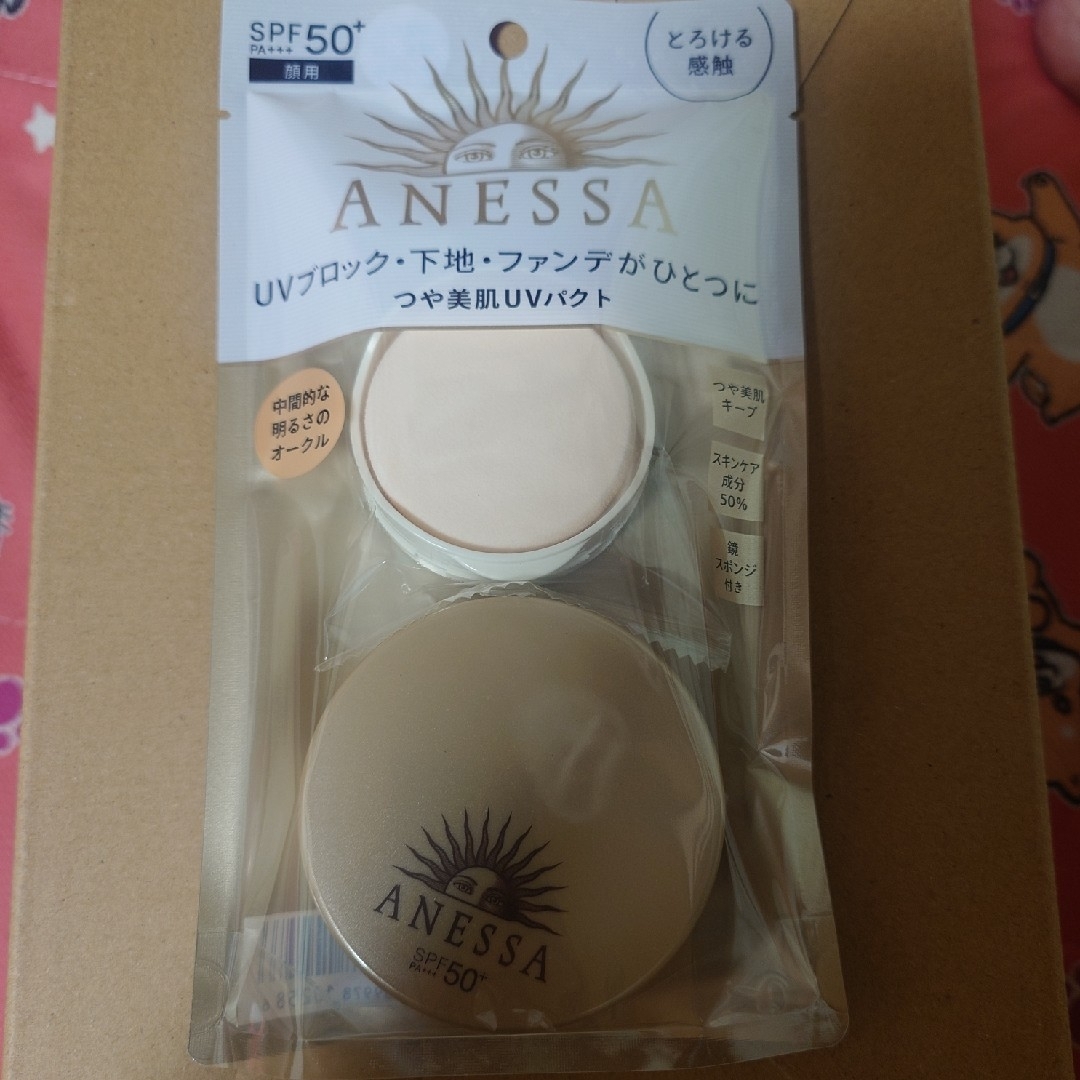 SPF50+
PA+++
顔用
とろける
感触
ANESSA
UVブロック・下地・ファンデがひとつに
つや美肌UVパクト
中間的な
明るさの
オークル
つや美肌
キープ
スキンケア
成分
50%
鏡
スポンジ
付き
ANESSA
SPF50+
PA+++